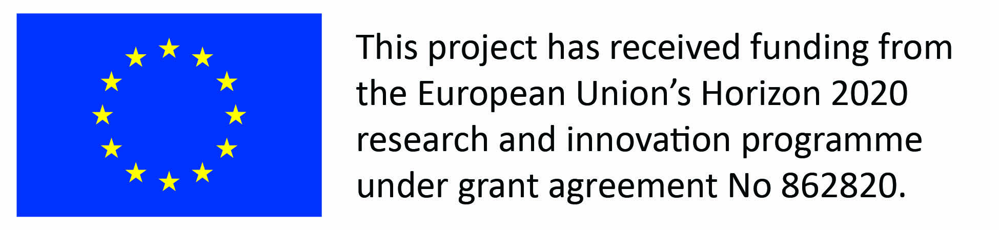 This project has received funding from
the European Union’s Horizon 2020
research and innovation programme
under grant agreement No 862820.